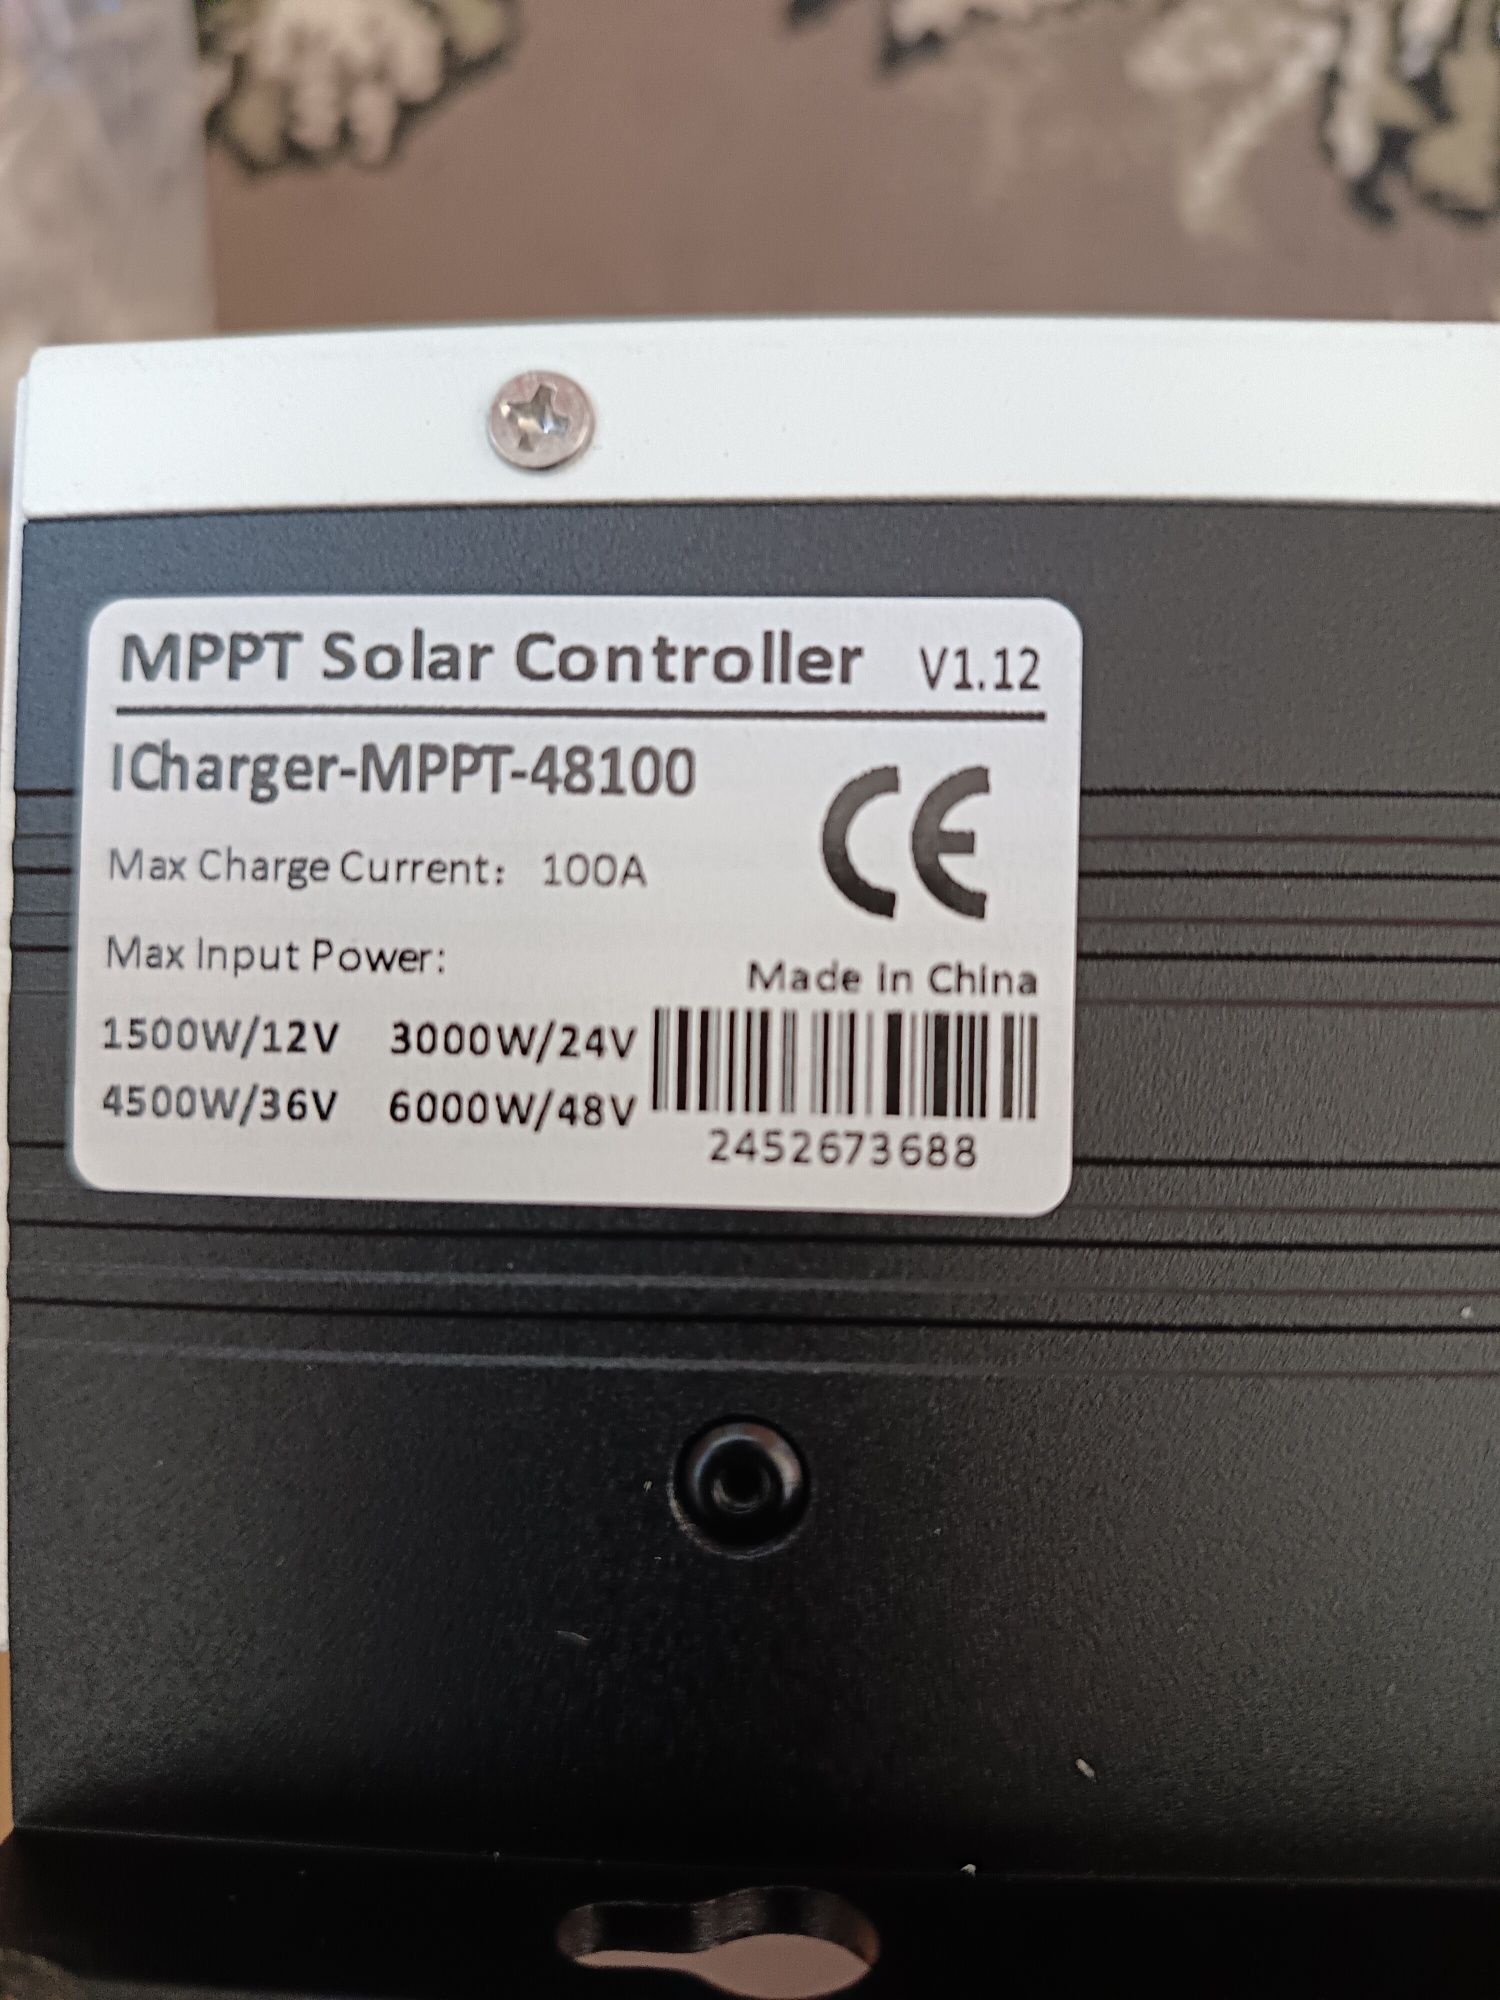 MPPT Solar Controller V1.12
ICharger-MPPT-48100
CE
Max Charge Current: 100A
Max Input Power:
Made in China
1500W/12V 3000W/24V
4500W/36V 6000W/48V
2452673688